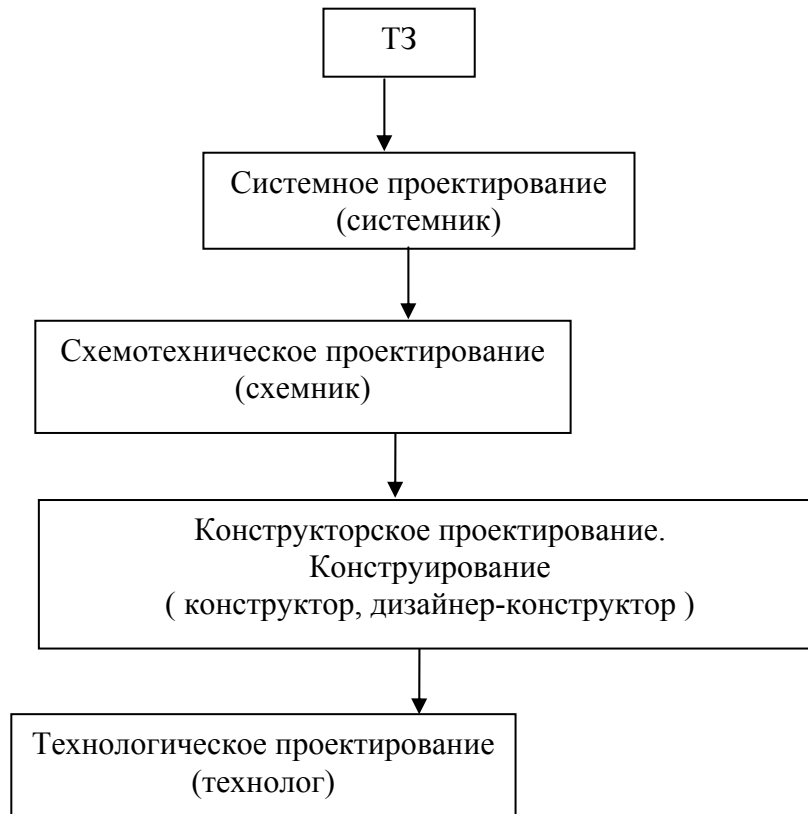 ТЗ
Системное проектирование
(системник)
Схемотехническое проектирование
(схемник)
Конструкторское проектирование.
Конструирование
( конструктор, дизайнер-конструктор )
Технологическое проектирование
(технолог)